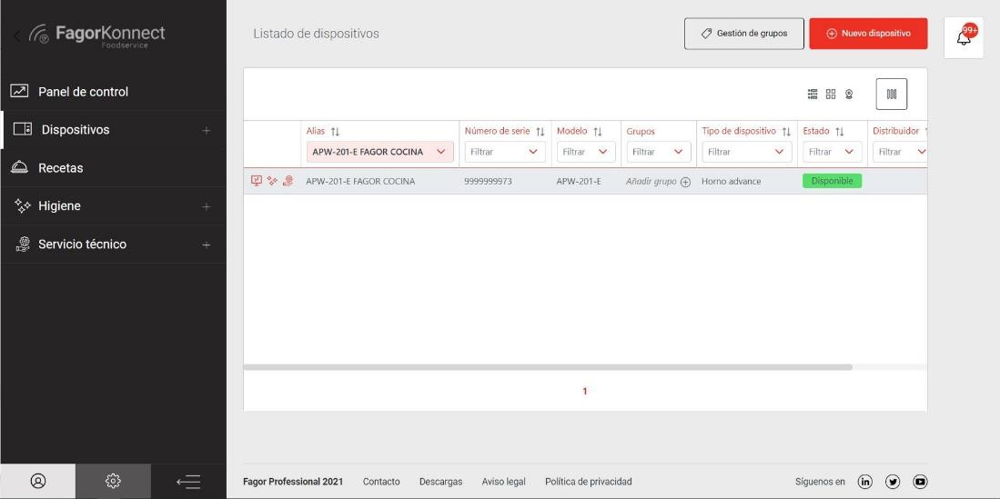 FagorKonnect
Foodservice
Panel de control
Dispositivos
Recetas
Higiene
Servicio técnico
Listado de dispositivos
Gestión de grupos
Nuevo dispositivo
99+
Alias Número de serie Modelo Grupos Tipo de dispositivo Estado Distribuidor
APW-201-E FAGOR COCINA Filtrar Filtrar Filtrar Filtrar Filtrar Filtrar
APW-201-E FAGOR COCINA 9999999973 APW-201-E Añadir grupo Horno advance Disponible
1
Fagor Professional 2021 Contacto Descargas Aviso legal Política de privacidad Síguenos en in